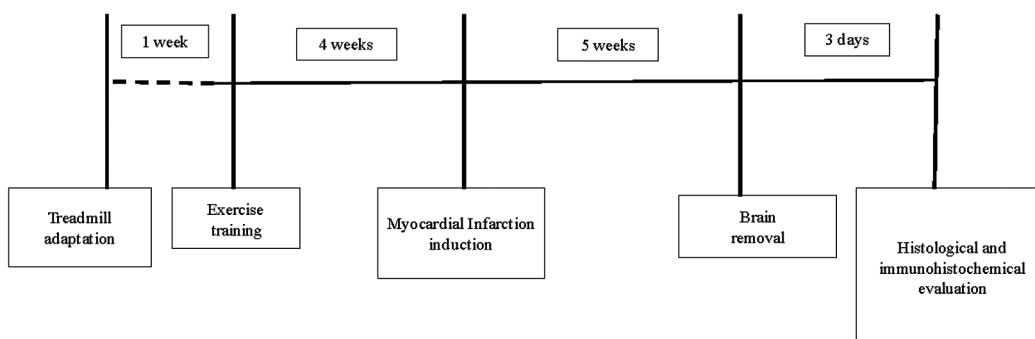 1 week
4 weeks
5 weeks
3 days
Treadmill
adaptation
Exercise
training
Myocardial Infarction
induction
Brain
removal
Histological and
immunohistochemical
evaluation